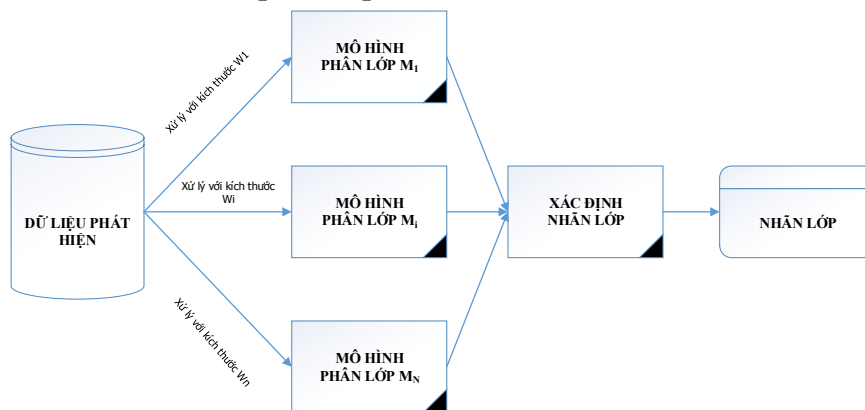 MÔ HÌNH
PHÂN LỚP M1
Xử lý với kích thước W1
Xử lý với kích thước
Wi
MÔ HÌNH
PHÂN LỚP Mi
XÁC ĐỊNH
NHÃN LỚP
NHÃN LỚP
DỮ LIỆU PHÁT
HIỆN
Xử lý với kích thước Wn
MÔ HÌNH
PHÂN LỚP MN